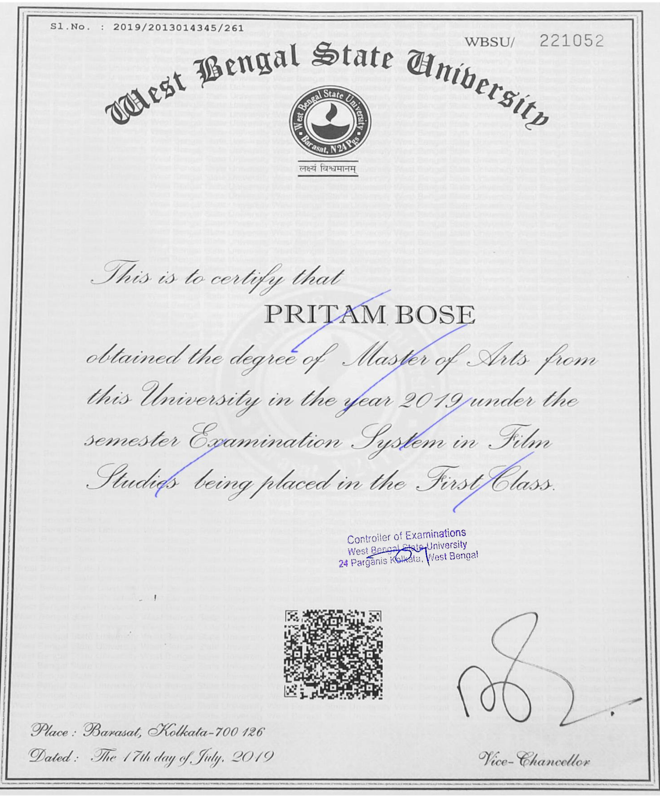 Sl.No. : 2019/2013014345/261
WBSU/ 221052
West Bengal State University
West Bengal State University
Barasat, N 24 Pgs
लक्ष्यं विश्वमानम्
This is to certify that
PRITAM BOSE
obtained the degree of Master of Arts from
this University in the year 2019 under the
semester Examination System in Film
Studies being placed in the First Class.
Controller of Examinations
West Bengal State University
24 Parganis Kolkata, West Bengal
Place : Barasat, Kolkata-700 126
Dated : The 17th day of July, 2019
Vice-Chancellor